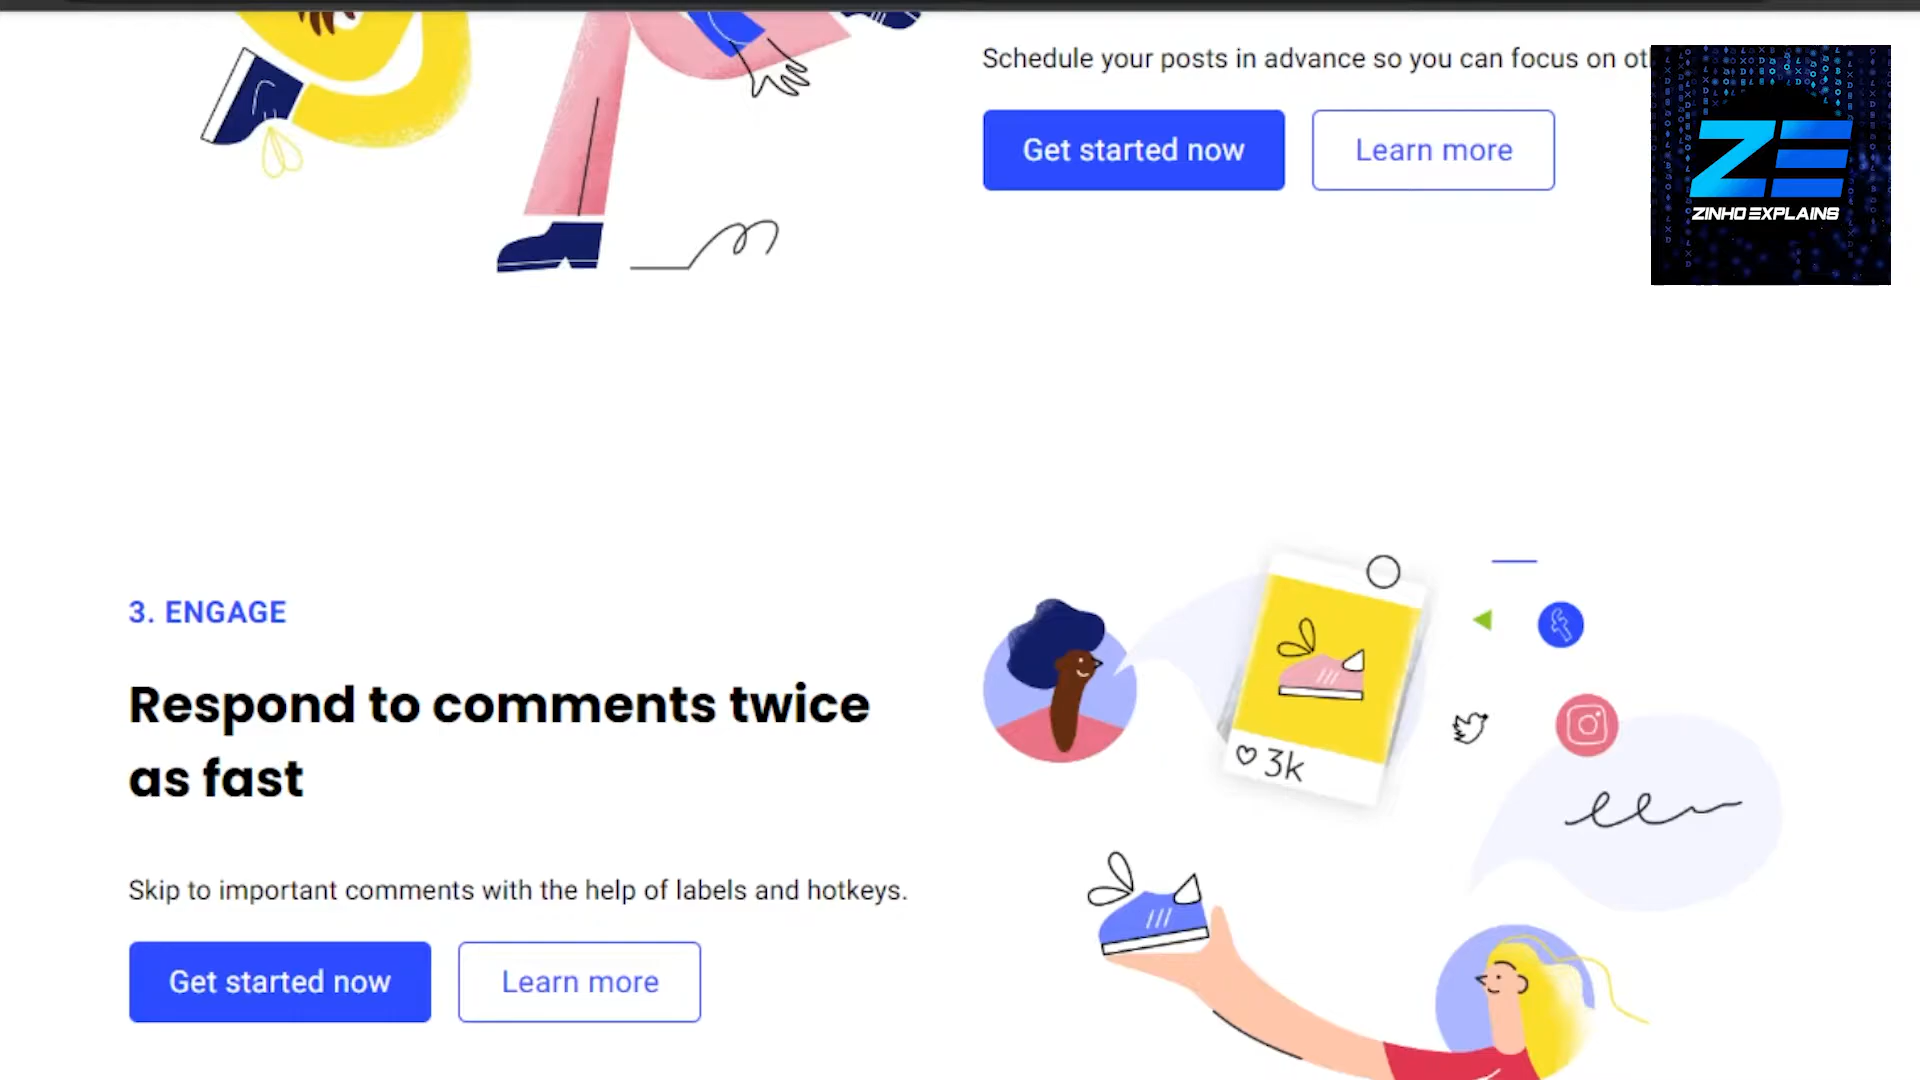 Schedule your posts in advance so you can focus on
Get started now
Learn more
ZE
ZINHO EXPLAINS
3. ENGAGE
Respond to comments twice
as fast
3k
Skip to important comments with the help of labels and hotkeys.
Get started now
Learn more